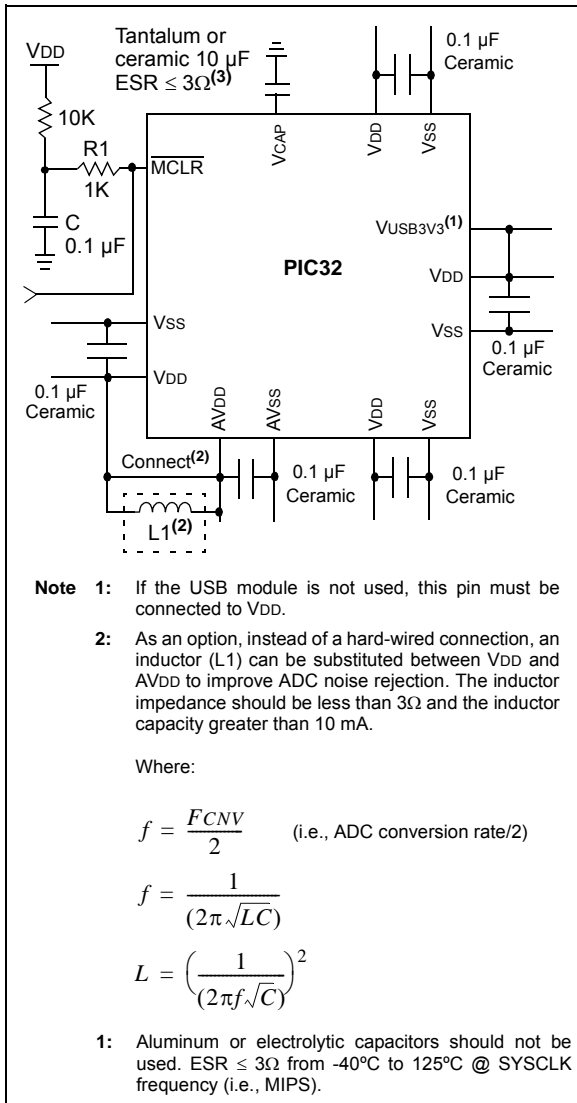 Tantalum or
ceramic 10 µF
ESR ≤ 3Ω(3)
0.1 µF
Ceramic
VDD
10K
R1
1K
C
0.1 µF
MCLR
VCAP
VDD
VSS
VUSB3V3(1)
PIC32
VDD
VSS
0.1 µF
Ceramic
VSS
VDD
0.1 µF
Ceramic
AVDD
AVSS
VDD
VSS
Connect(2)
0.1 µF
Ceramic
0.1 µF
Ceramic
L1(2)
Note 1: If the USB module is not used, this pin must be
connected to VDD.
2: As an option, instead of a hard-wired connection, an
inductor (L1) can be substituted between VDD and
AVDD to improve ADC noise rejection. The inductor
impedance should be less than 3Ω and the inductor
capacity greater than 10 mA.
Where:
f = FCNV / 2 (i.e., ADC conversion rate/2)
f = 1 / (2π√LC)
L = (1 / (2πf√C))²
1: Aluminum or electrolytic capacitors should not be
used. ESR ≤ 3Ω from -40ºC to 125ºC @ SYSCLK
frequency (i.e., MIPS).